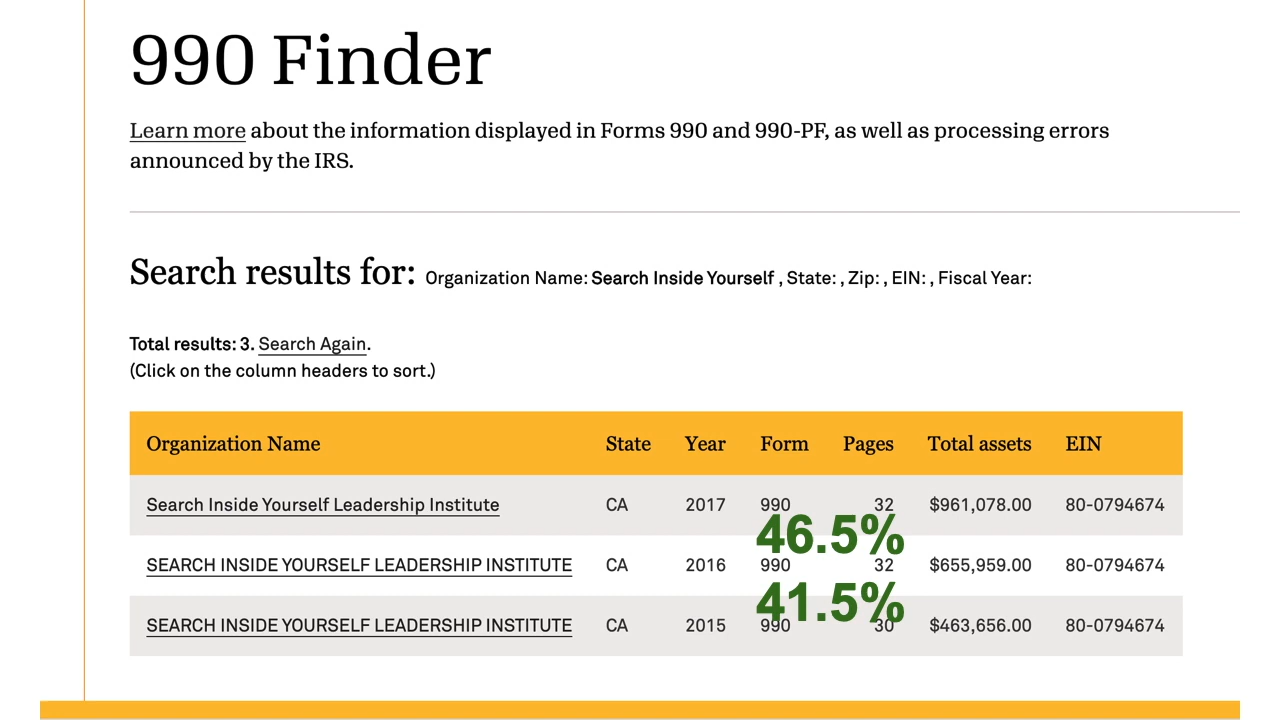 990 Finder
Learn more about the information displayed in Forms 990 and 990-PF, as well as processing errors
announced by the IRS.
Search results for: Organization Name: Search Inside Yourself , State: , Zip: , EIN: , Fiscal Year:
Total results: 3. Search Again.
(Click on the column headers to sort.)
Organization Name State Year Form Pages Total assets EIN
Search Inside Yourself Leadership Institute CA 2017 990 32 $961,078.00 80-0794674
46.5%
SEARCH INSIDE YOURSELF LEADERSHIP INSTITUTE CA 2016 990 32 $655,959.00 80-0794674
41.5%
SEARCH INSIDE YOURSELF LEADERSHIP INSTITUTE CA 2015 990 30 $463,656.00 80-0794674